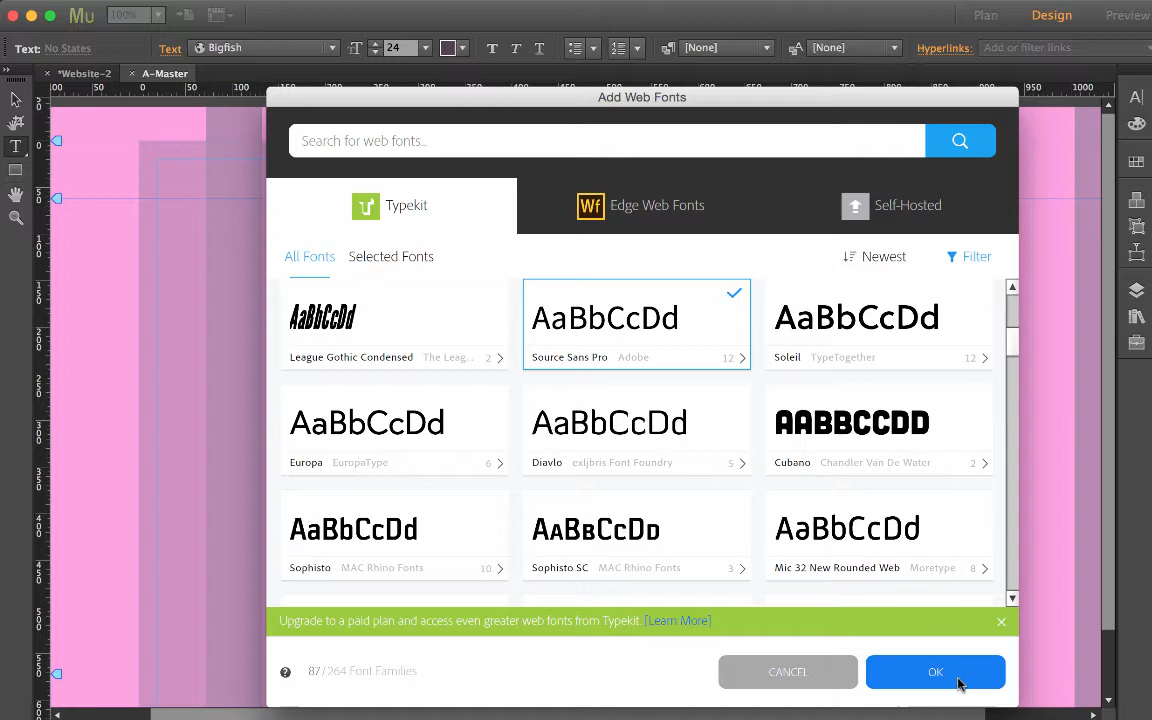 Mu 100% Plan Design Preview
Text: No States Text Bigfish 24 T T T [None] [None] Hyperlinks: Add or filter links
*Website-2 A-Master
Add Web Fonts
Search for web fonts...
Typekit Wf Edge Web Fonts Self-Hosted
All Fonts Selected Fonts Newest Filter
AaBbCcDd AaBbCcDd AaBbCcDd
League Gothic Condensed The Leag... 2 Source Sans Pro Adobe 12 Soleil TypeTogether 12
AaBbCcDd AaBbCcDd AABBCCDD
Europa EuropaType 6 Diavlo exljbris Font Foundry 5 Cubano Chandler Van De Water 2
AaBbCcDd AaBbCcDd AaBbCcDd
Sophisto MAC Rhino Fonts 10 Sophisto SC MAC Rhino Fonts 3 Mic 32 New Rounded Web Moretype 8
Upgrade to a paid plan and access even greater web fonts from Typekit. [Learn More]
87/264 Font Families CANCEL OK